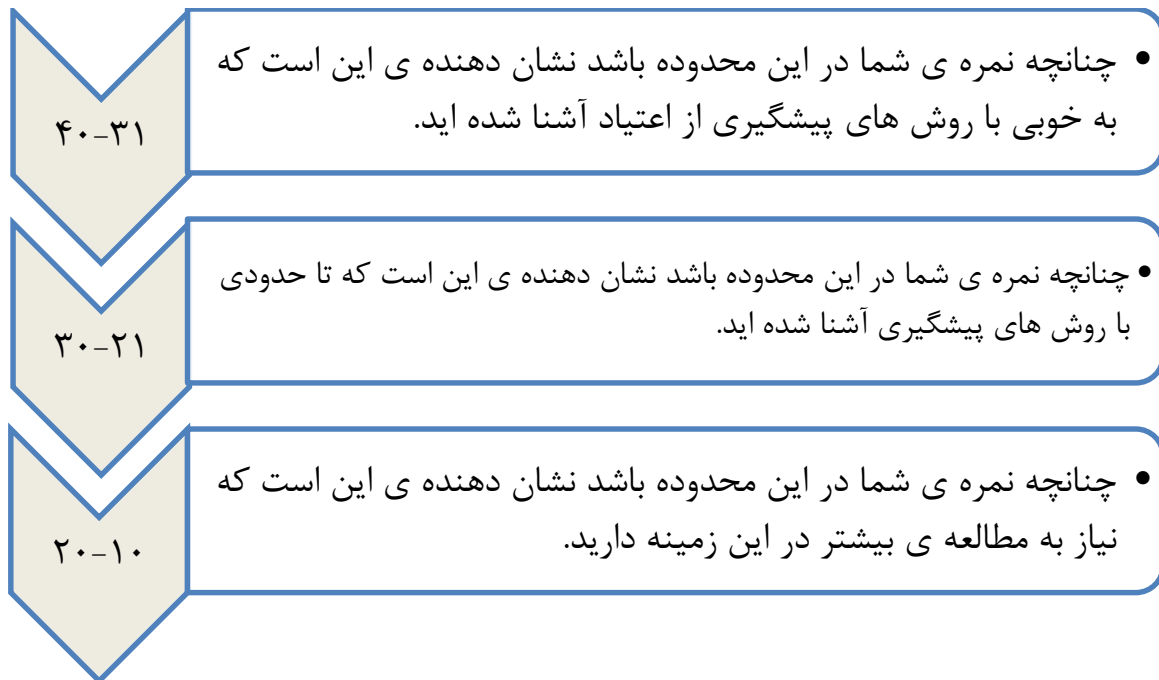 • چنانچه نمره ی شما در این محدوده باشد نشان دهنده ی این است که
به خوبی با روش های پیشگیری از اعتیاد آشنا شده اید.
۴۰-۳۱
• چنانچه نمره ی شما در این محدوده باشد نشان دهنده ی این است که تا حدودی
با روش های پیشگیری آشنا شده اید.
۳۰-۲۱
• چنانچه نمره ی شما در این محدوده باشد نشان دهنده ی این است که
نیاز به مطالعه ی بیشتر در این زمینه دارید.
۲۰-۱۰